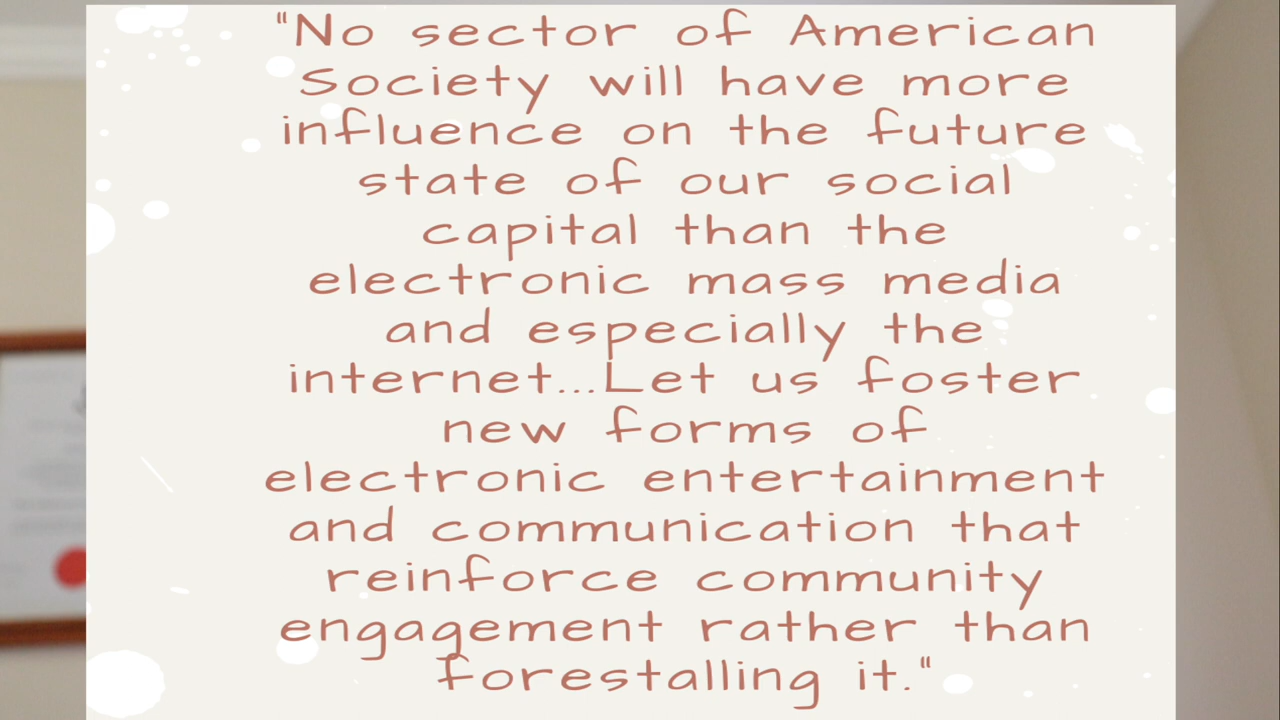 "No sector of American
Society will have more
influence on the future
state of our social
capital than the
electronic mass media
and especially the
internet...Let us foster
new forms of
electronic entertainment
and communication that
reinforce community
engagement rather than
forestalling it."